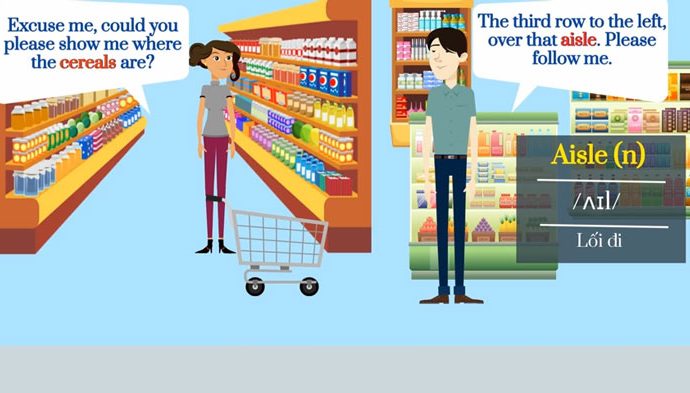 Excuse me, could you
please show me where
the cereals are?
The third row to the left,
over that aisle. Please
follow me.
Aisle (n)
/ʌɪl/
Lối đi